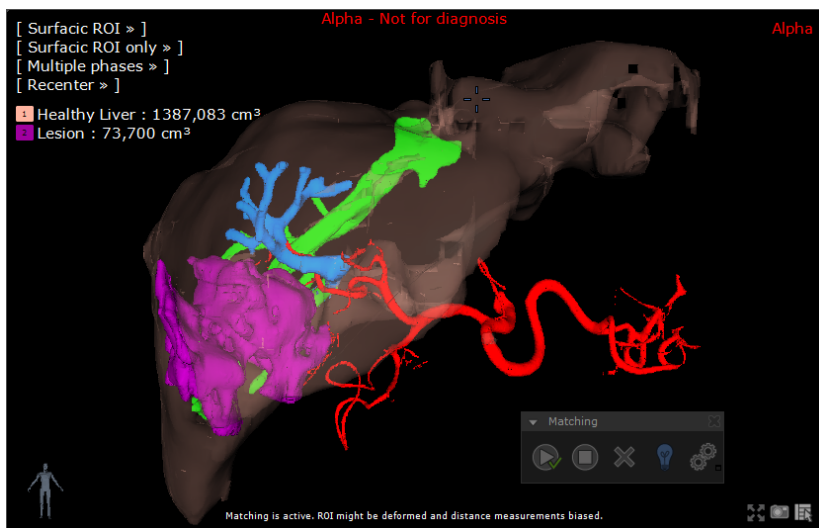 Alpha - Not for diagnosis
Alpha
[ Surfacic ROI » ]
[ Surfacic ROI only » ]
[ Multiple phases » ]
[ Recenter » ]
1 Healthy Liver : 1387,083 cm³
2 Lesion : 73,700 cm³
Matching
Matching is active. ROI might be deformed and distance measurements biased.